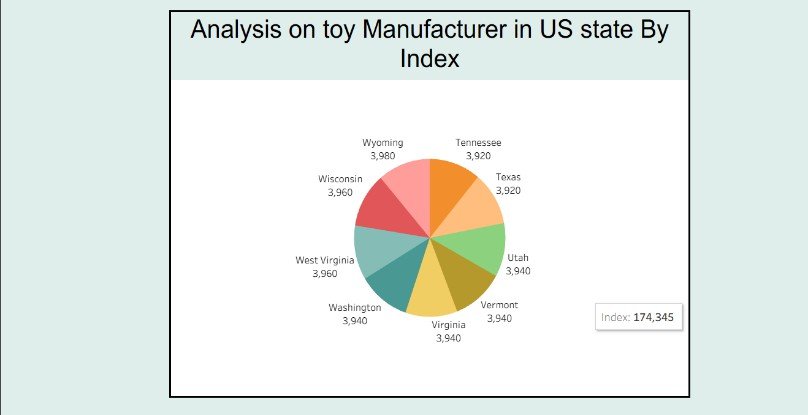 Analysis on toy Manufacturer in US state By
Index
Wyoming
3,980
Tennessee
3,920
Wisconsin
3,960
Texas
3,920
West Virginia
3,960
Utah
3,940
Washington
3,940
Vermont
3,940
Virginia
3,940
Index: 174,345